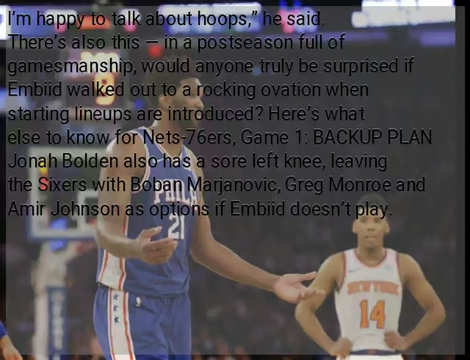 I’m happy to talk about hoops,” he said.
There’s also this — in a postseason full of
gamesmanship, would anyone truly be surprised if
Embiid walked out to a rocking ovation when
starting lineups are introduced? Here’s what
else to know for Nets-76ers, Game 1: BACKUP PLAN
Jonah Bolden also has a sore left knee, leaving
the Sixers with Boban Marjanovic, Greg Monroe and
Amir Johnson as options if Embiid doesn’t play.
PHILA
21
NEW YORK
14